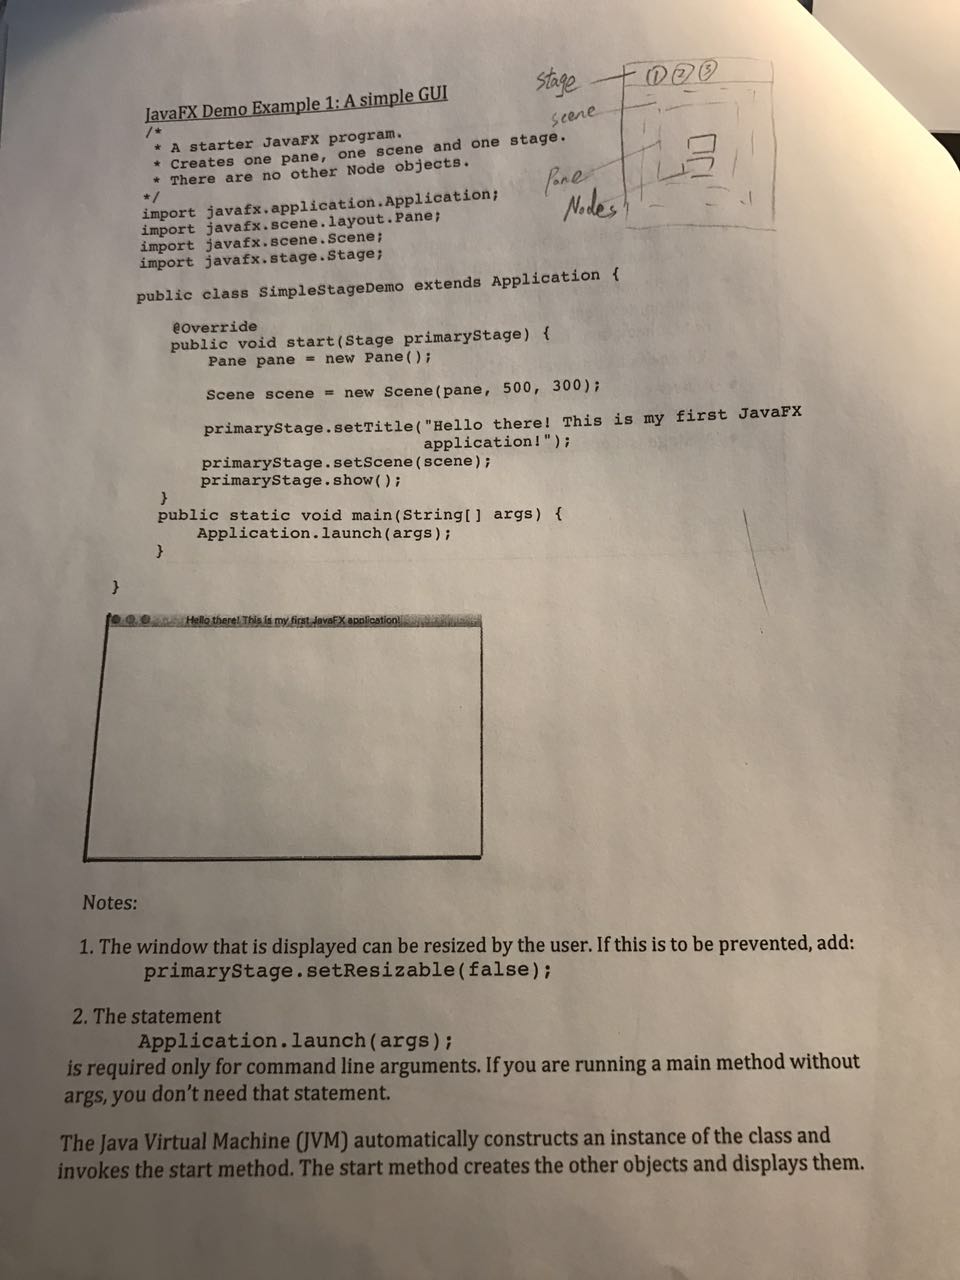 JavaFX Demo Example 1: A simple GUI
/*
* A starter JavaFX program.
* Creates one pane, one scene and one stage.
* There are no other Node objects.
*/
import javafx.application.Application;
import javafx.scene.layout.Pane;
import javafx.scene.Scene;
import javafx.stage.Stage;
Stage
① ② ③
scene
Pane
Nodes
public class SimpleStageDemo extends Application {
@Override
public void start(Stage primaryStage) {
Pane pane = new Pane();
Scene scene = new Scene(pane, 500, 300);
primaryStage.setTitle("Hello there! This is my first JavaFX
application!");
primaryStage.setScene(scene);
primaryStage.show();
}
public static void main(String[] args) {
Application.launch(args);
}
}
Hello there! This is my first JavaFX application!
Notes:
1. The window that is displayed can be resized by the user. If this is to be prevented, add:
primaryStage.setResizable(false);
2. The statement
Application.launch(args);
is required only for command line arguments. If you are running a main method without
args, you don't need that statement.
The Java Virtual Machine (JVM) automatically constructs an instance of the class and
invokes the start method. The start method creates the other objects and displays them.